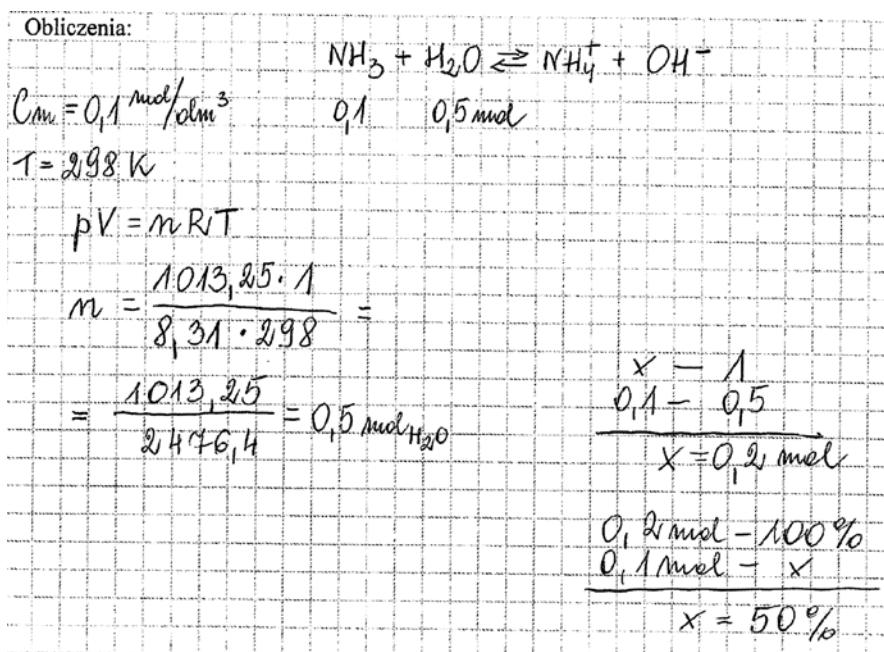 Obliczenia:
NH₃ + H₂O ⇄ NH₄⁺ + OH⁻
Cm = 0,1 mol/dm³ 0,1 0,5 mol
T = 298 K
pV = nRT
n = 1013,25 · 1 / 8,31 · 298 =
= 1013,25 / 2476,4 = 0,5 mol H₂O
x – 1
0,1 – 0,5
x = 0,2 mol
0,2 mol – 100%
0,1 mol – x
x = 50%